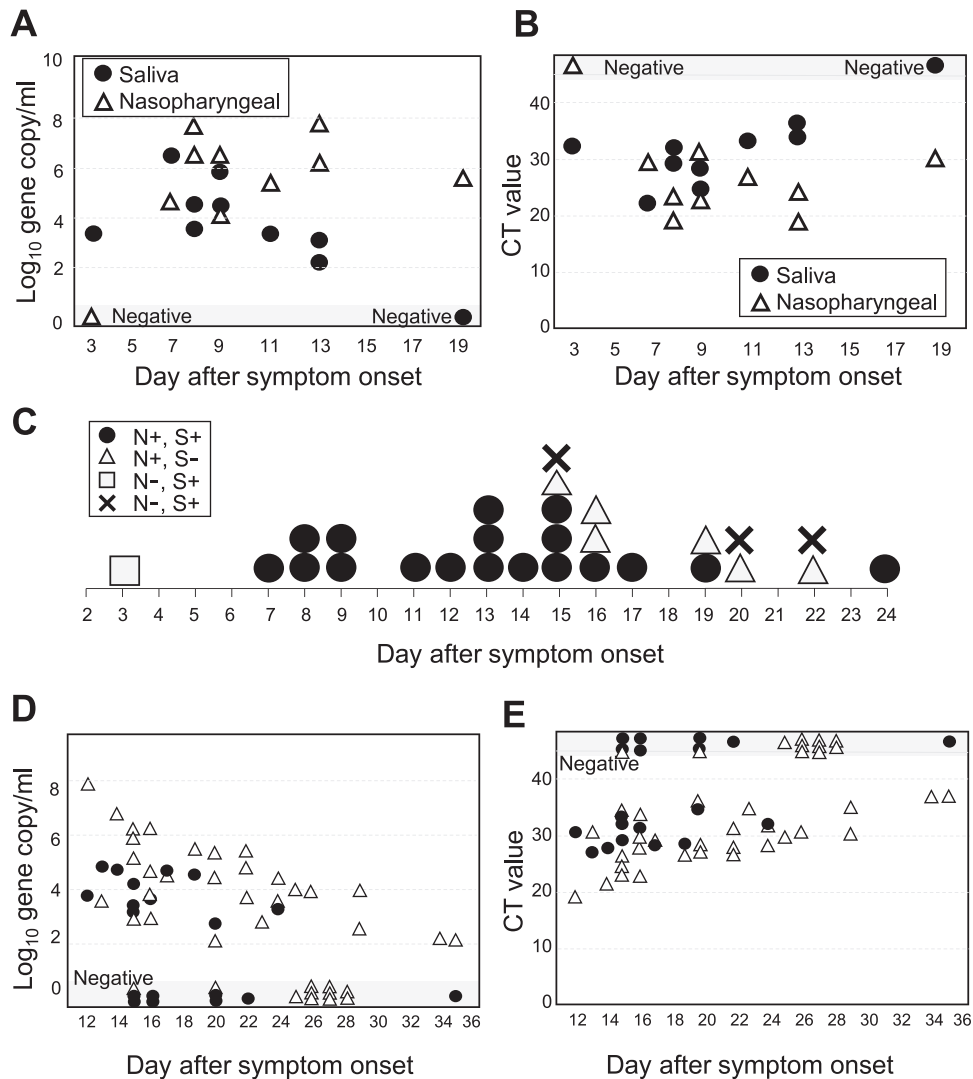 A
B
10
8
6
4
2
0
Log10 gene copy/ml
Saliva
Nasopharyngeal
Negative
Negative
3 5 7 9 11 13 15 17 19
Day after symptom onset
40
30
20
10
0
CT value
Negative
Negative
Saliva
Nasopharyngeal
3 5 7 9 11 13 15 17 19
Day after symptom onset
C
N+, S+
N+, S-
N-, S+
N-, S+
2 3 4 5 6 7 8 9 10 11 12 13 14 15 16 17 18 19 20 21 22 23 24
Day after symptom onset
D
8
6
4
2
0
Log10 gene copy/ml
Negative
12 14 16 18 20 22 24 26 28 30 32 34 36
Day after symptom onset
E
40
30
20
10
0
CT value
Negative
12 14 16 18 20 22 24 26 28 30 32 34 36
Day after symptom onset